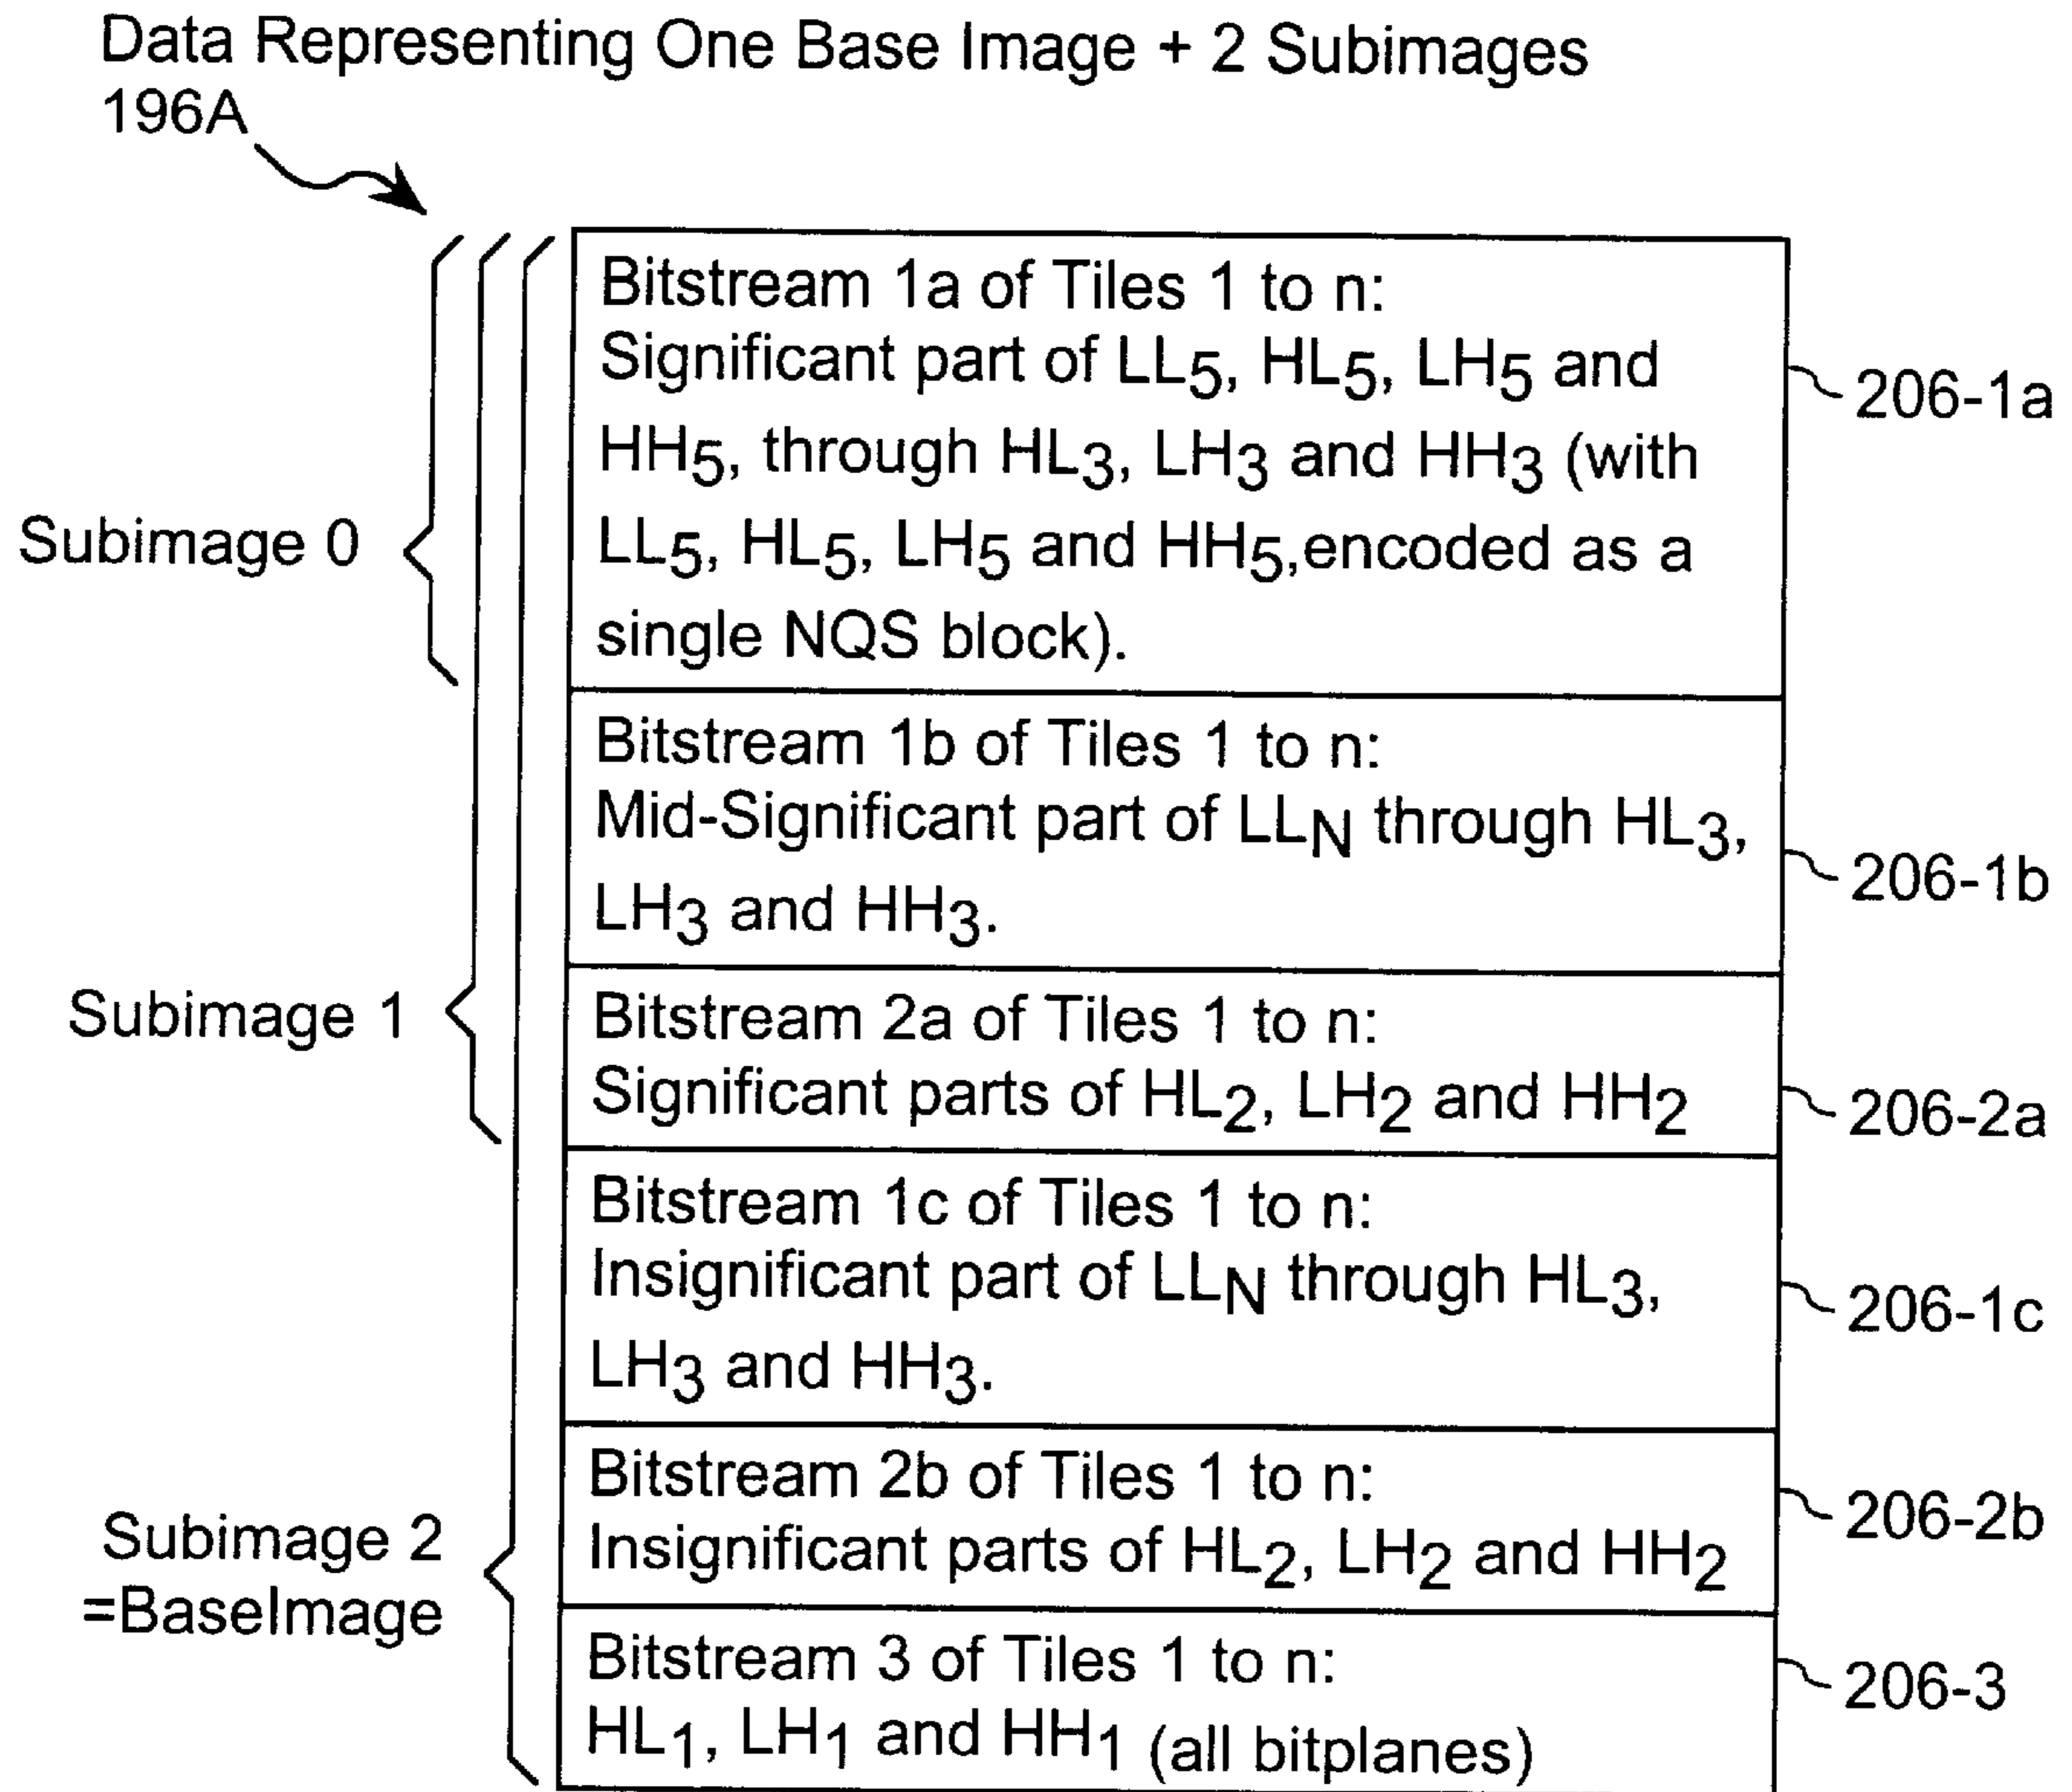 Data Representing One Base Image + 2 Subimages
196A
Bitstream 1a of Tiles 1 to n:
Significant part of LL5, HL5, LH5 and
HH5, through HL3, LH3 and HH3 (with
LL5, HL5, LH5 and HH5,encoded as a
single NQS block).
206-1a
Subimage 0
Bitstream 1b of Tiles 1 to n:
Mid-Significant part of LLN through HL3,
LH3 and HH3.
206-1b
Subimage 1
Bitstream 2a of Tiles 1 to n:
Significant parts of HL2, LH2 and HH2
206-2a
Bitstream 1c of Tiles 1 to n:
Insignificant part of LLN through HL3,
LH3 and HH3.
206-1c
Bitstream 2b of Tiles 1 to n:
Insignificant parts of HL2, LH2 and HH2
206-2b
Subimage 2
=BaseImage
Bitstream 3 of Tiles 1 to n:
HL1, LH1 and HH1 (all bitplanes)
206-3